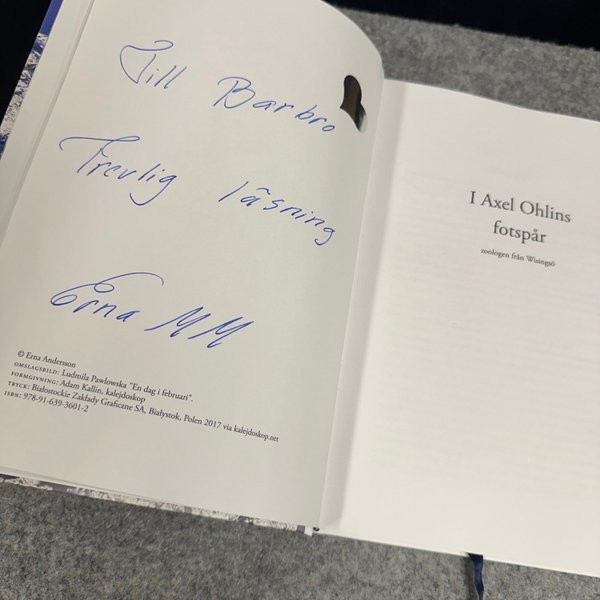 Till Barbro
Trevlig läsning
Erna MM
© Erna Andersson
OMSLAGSBILD: Ludmila Pawlowska "En dag i februari".
FORMGIVNING: Adam Kallin, kalejdoskop
TRYCK: Białostockie Zakłady Graficzne SA, Białystok, Polen 2017 via kalejdoskop.net
ISBN: 978-91-639-3601-2
I Axel Ohlins
fotspår
zoologen från Wisingsö